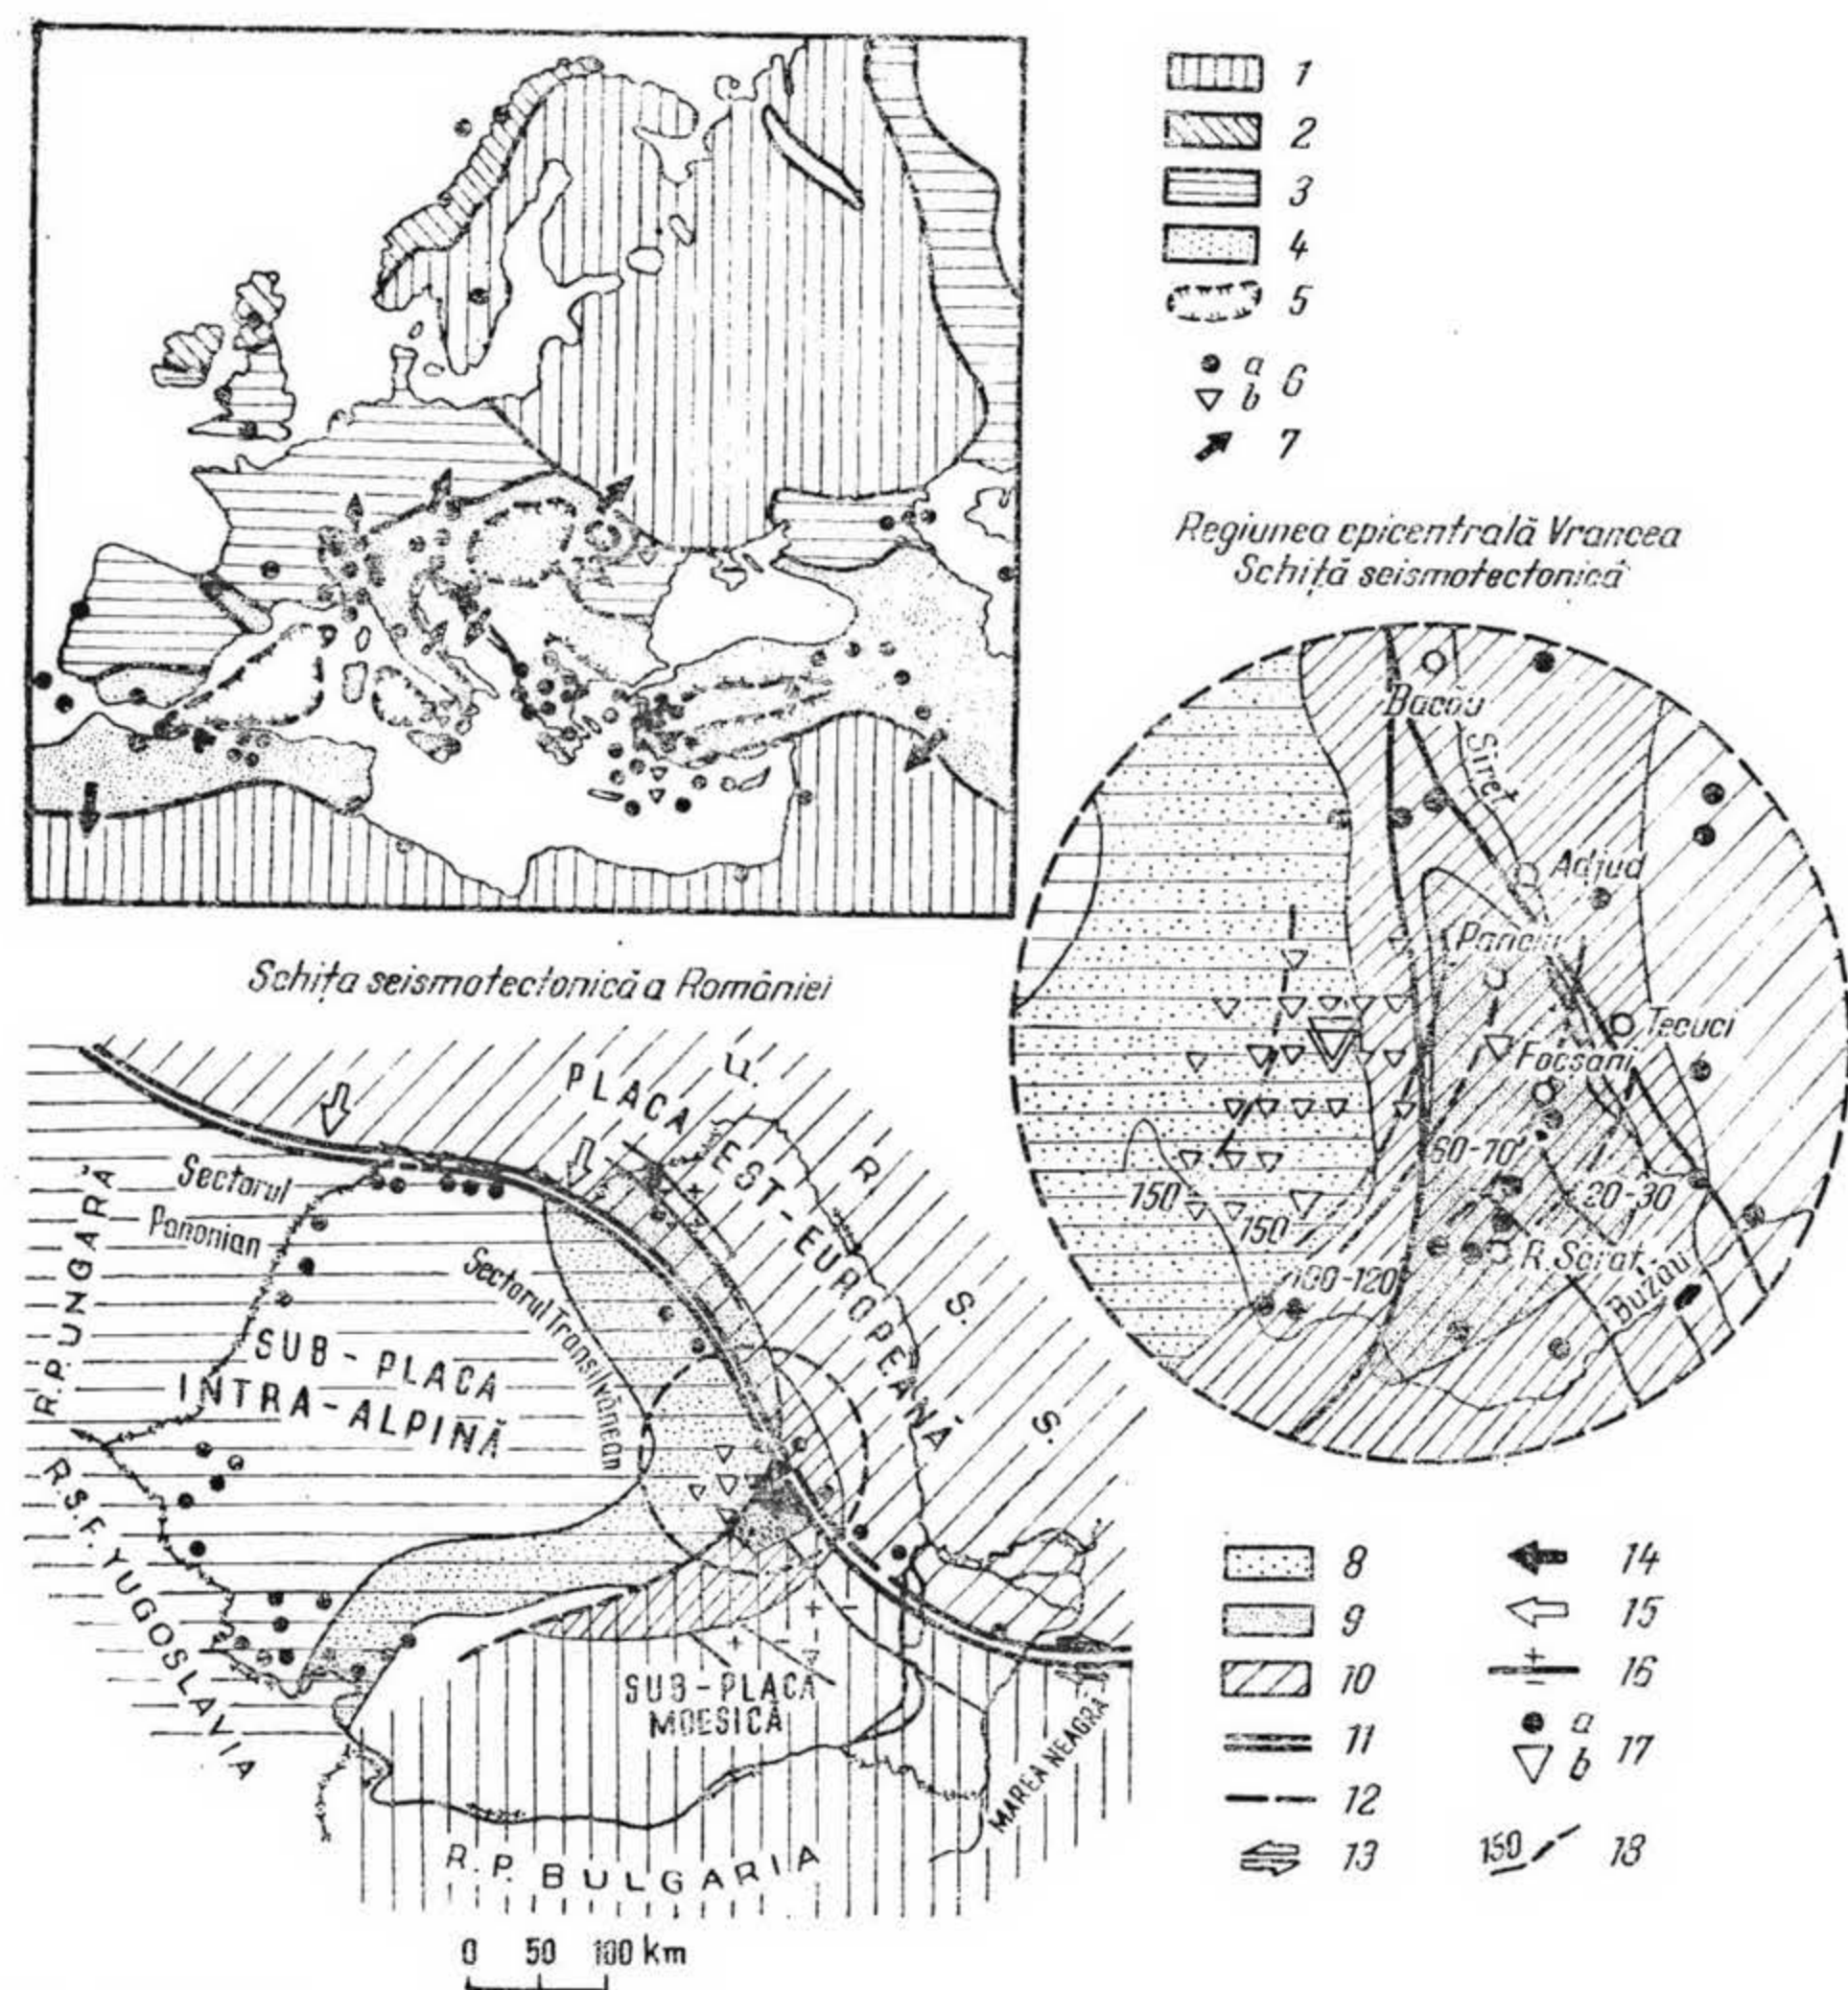 1
2
3
4
5
a
b 6
7
Regiunea epicentrală Vrancea
Schiță seismotectonică
Bacău
Siret
Adjud
Panciu
Tecuci
Focșani
60-70
20-30
150
150
100-120
R. Sărat
Buzău
Schița seismotectonică a României
PLACA EST-EUROPEANĂ
U. R. S. S.
R.P. UNGARĂ
Sectorul
Panonian
Sectorul Transilvănean
SUB-PLACA
INTRA-ALPINĂ
R.S.F. YUGOSLAVIA
SUB-PLACA
MOESICĂ
MAREA NEAGRĂ
R.P. BULGARIA
0 50 100 km
8
9
10
11
12
13
14
15
16
a
b 17
150 18